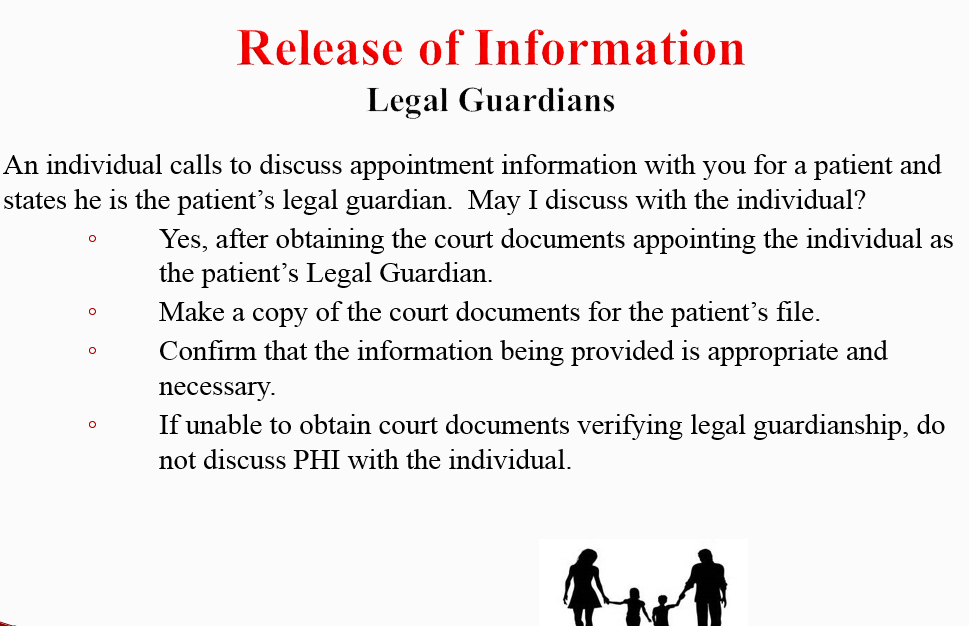 Release of Information
Legal Guardians
An individual calls to discuss appointment information with you for a patient and
states he is the patient’s legal guardian.  May I discuss with the individual?
◦ Yes, after obtaining the court documents appointing the individual as
the patient’s Legal Guardian.
◦ Make a copy of the court documents for the patient’s file.
◦ Confirm that the information being provided is appropriate and
necessary.
◦ If unable to obtain court documents verifying legal guardianship, do
not discuss PHI with the individual.